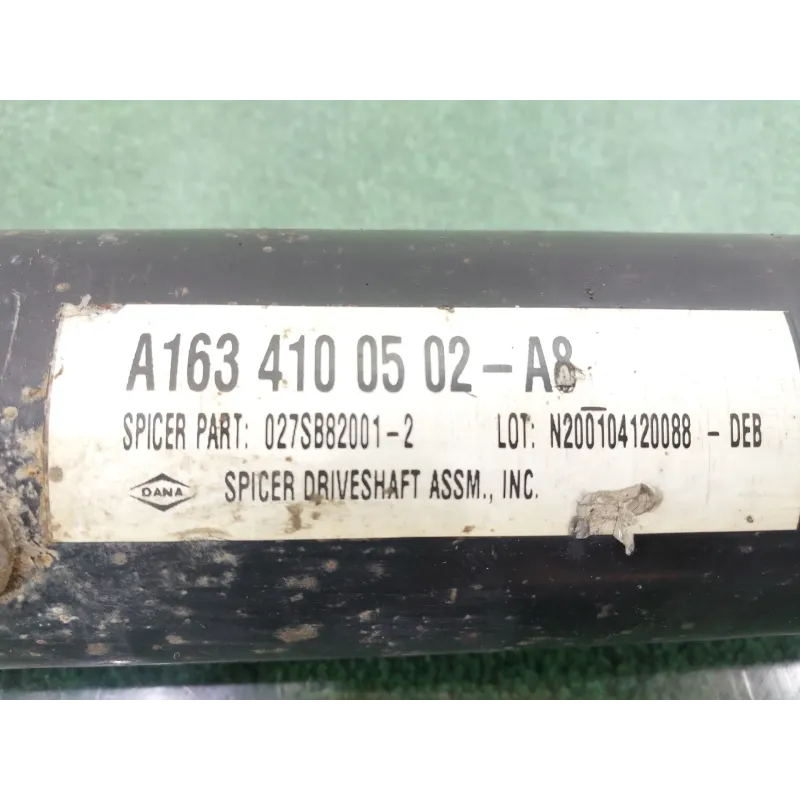 A163 410 05 02-A8
SPICER PART: 027SB82001-2 LOT: N200104120088 -DEB
DANA SPICER DRIVESHAFT ASSM., INC.